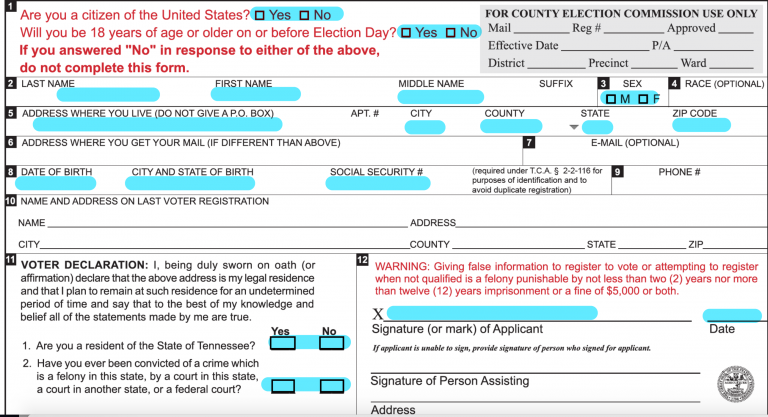 1 Are you a citizen of the United States? Yes No
Will you be 18 years of age or older on or before Election Day? Yes No
If you answered "No" in response to either of the above,
do not complete this form.
FOR COUNTY ELECTION COMMISSION USE ONLY
Mail Reg # Approved
Effective Date P/A
District Precinct Ward
2 LAST NAME FIRST NAME MIDDLE NAME SUFFIX 3 SEX 4 RACE (OPTIONAL)
M F
5 ADDRESS WHERE YOU LIVE (DO NOT GIVE A P.O. BOX) APT. # CITY COUNTY STATE ZIP CODE
6 ADDRESS WHERE YOU GET YOUR MAIL (IF DIFFERENT THAN ABOVE) 7 E-MAIL (OPTIONAL)
8 DATE OF BIRTH CITY AND STATE OF BIRTH SOCIAL SECURITY # (required under T.C.A. § 2-2-116 for
purposes of identification and to
avoid duplicate registration)
9 PHONE #
10 NAME AND ADDRESS ON LAST VOTER REGISTRATION
NAME ADDRESS
CITY COUNTY STATE ZIP
11 VOTER DECLARATION: I, being duly sworn on oath (or
affirmation) declare that the above address is my legal residence
and that I plan to remain at such residence for an undetermined
period of time and say that to the best of my knowledge and
belief all of the statements made by me are true.
Yes No
1. Are you a resident of the State of Tennessee?
2. Have you ever been convicted of a crime which
is a felony in this state, by a court in this state,
a court in another state, or a federal court?
12 WARNING: Giving false information to register to vote or attempting to register
when not qualified is a felony punishable by not less than two (2) years nor more
than twelve (12) years imprisonment or a fine of $5,000 or both.
X
Signature (or mark) of Applicant Date
If applicant is unable to sign, provide signature of person who signed for applicant.
Signature of Person Assisting
Address